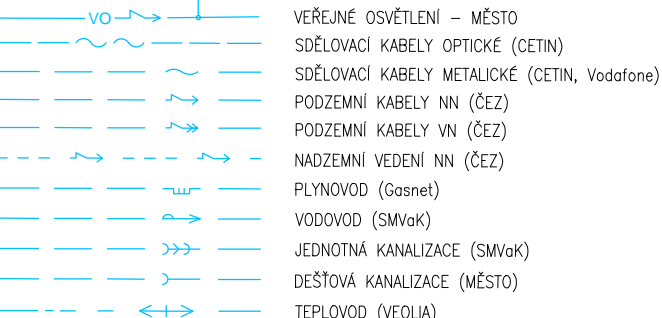 VO VEŘEJNÉ OSVĚTLENÍ – MĚSTO
SDĚLOVACÍ KABELY OPTICKÉ (CETIN)
SDĚLOVACÍ KABELY METALICKÉ (CETIN, Vodafone)
PODZEMNÍ KABELY NN (ČEZ)
PODZEMNÍ KABELY VN (ČEZ)
NADZEMNÍ VEDENÍ NN (ČEZ)
PLYNOVOD (Gasnet)
VODOVOD (SMVaK)
JEDNOTNÁ KANALIZACE (SMVaK)
DEŠŤOVÁ KANALIZACE (MĚSTO)
TEPLOVOD (VEOLIA)